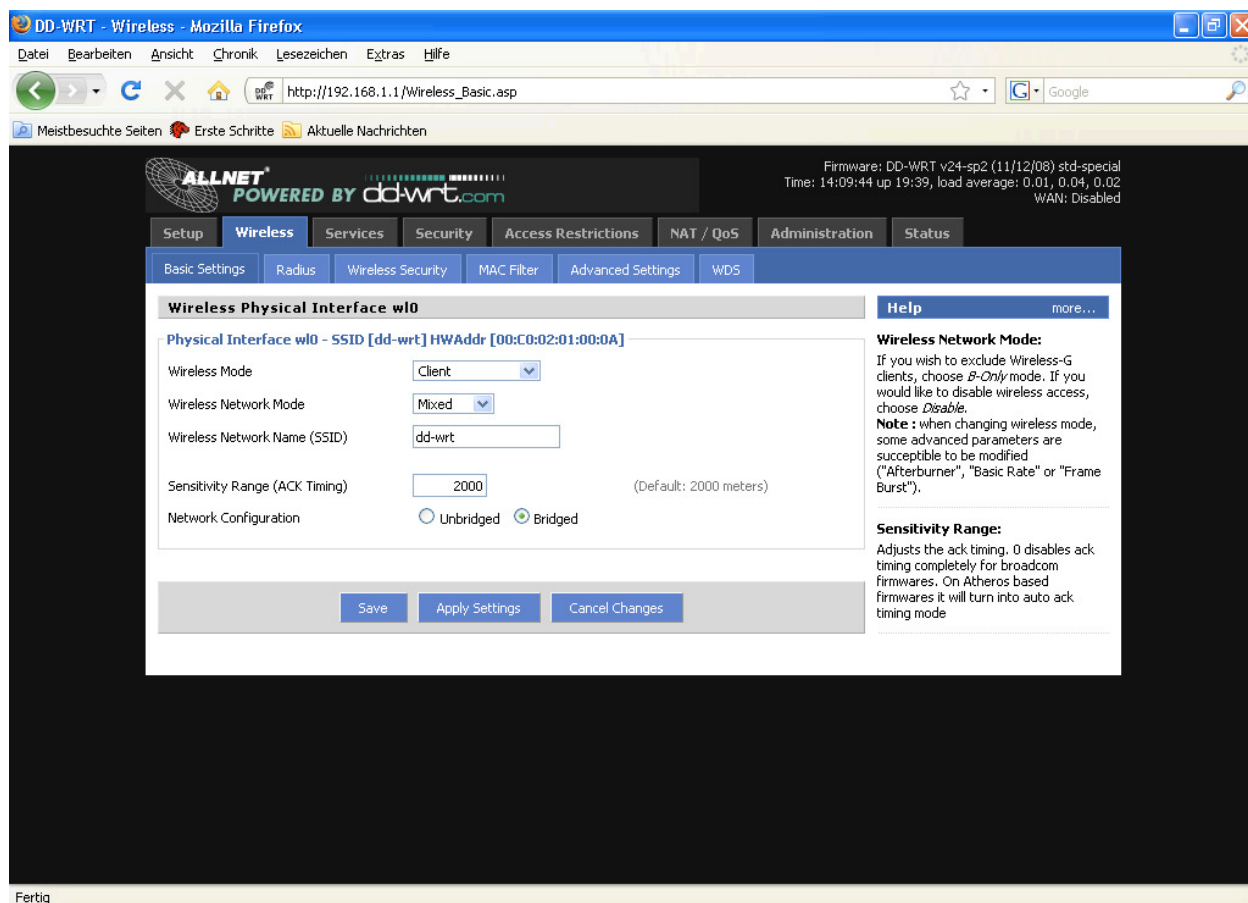 DD-WRT - Wireless - Mozilla Firefox
Datei Bearbeiten Ansicht Chronik Lesezeichen Extras Hilfe
DD WRT http://192.168.1.1/Wireless_Basic.asp G Google
Meistbesuchte Seiten Erste Schritte Aktuelle Nachrichten
ALLNET®
POWERED BY dd-wrt.com
Firmware: DD-WRT v24-sp2 (11/12/08) std-special
Time: 14:09:44 up 19:39, load average: 0.01, 0.04, 0.02
WAN: Disabled
Setup Wireless Services Security Access Restrictions NAT / QoS Administration Status
Basic Settings Radius Wireless Security MAC Filter Advanced Settings WDS
Wireless Physical Interface wl0
Physical Interface wl0 - SSID [dd-wrt] HWAddr [00:C0:02:01:00:0A]
Wireless Mode Client
Wireless Network Mode Mixed
Wireless Network Name (SSID) dd-wrt
Sensitivity Range (ACK Timing) 2000 (Default: 2000 meters)
Network Configuration Unbridged Bridged
Save Apply Settings Cancel Changes
Help more...
Wireless Network Mode:
If you wish to exclude Wireless-G
clients, choose B-Only mode. If you
would like to disable wireless access,
choose Disable.
Note : when changing wireless mode,
some advanced parameters are
succeptible to be modified
("Afterburner", "Basic Rate" or "Frame
Burst").
Sensitivity Range:
Adjusts the ack timing. 0 disables ack
timing completely for broadcom
firmwares. On Atheros based
firmwares it will turn into auto ack
timing mode
Fertig